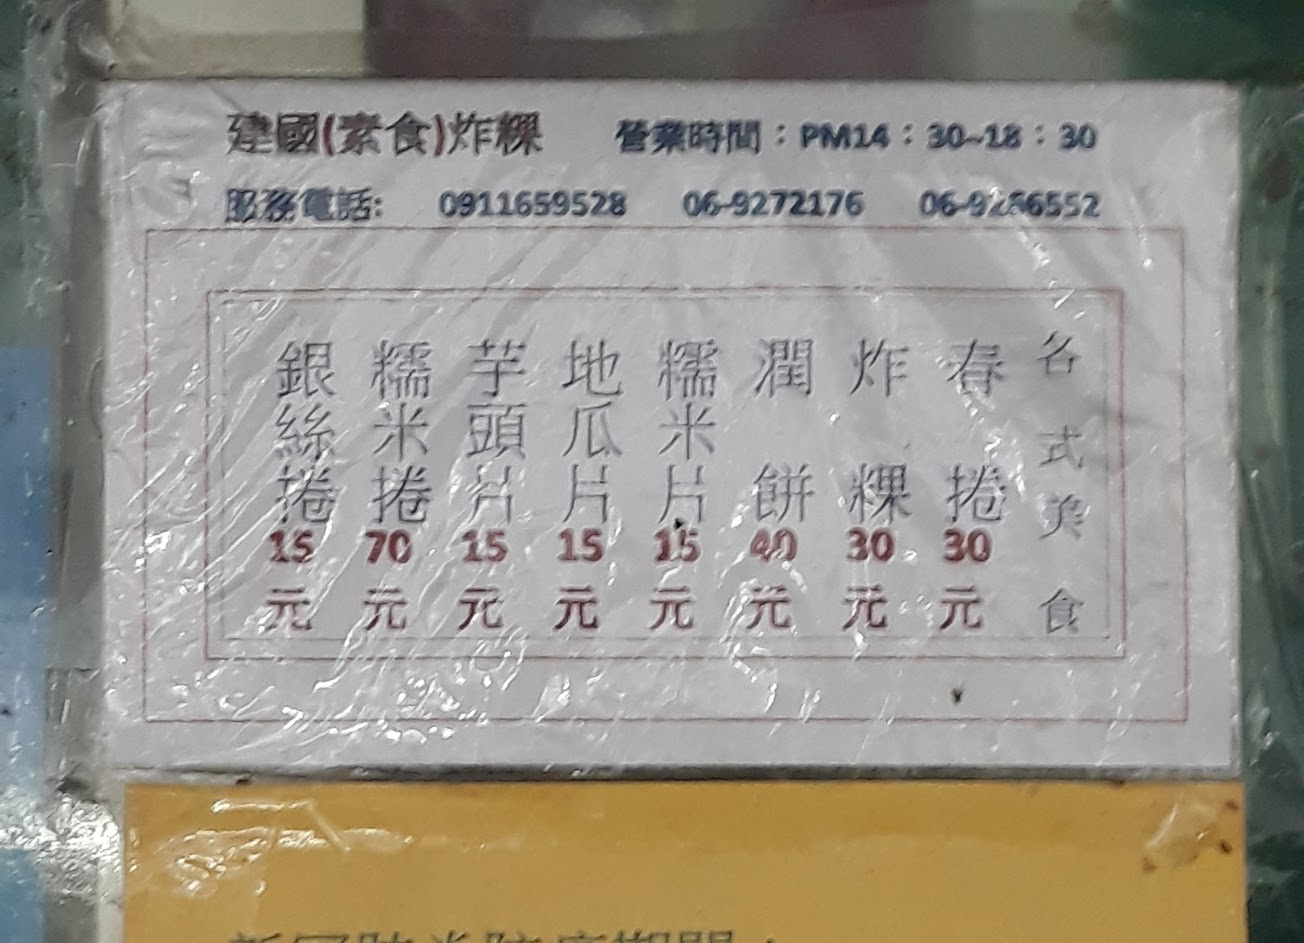 建國(素食)炸粿 營業時間：PM14：30~18：30
服務電話: 0911659528 06-9272176 06-9266552
各式美食
春捲30元
炸粿30元
潤餅40元
糯米片15元
地瓜片15元
芋頭片15元
糯米捲70元
銀絲捲15元